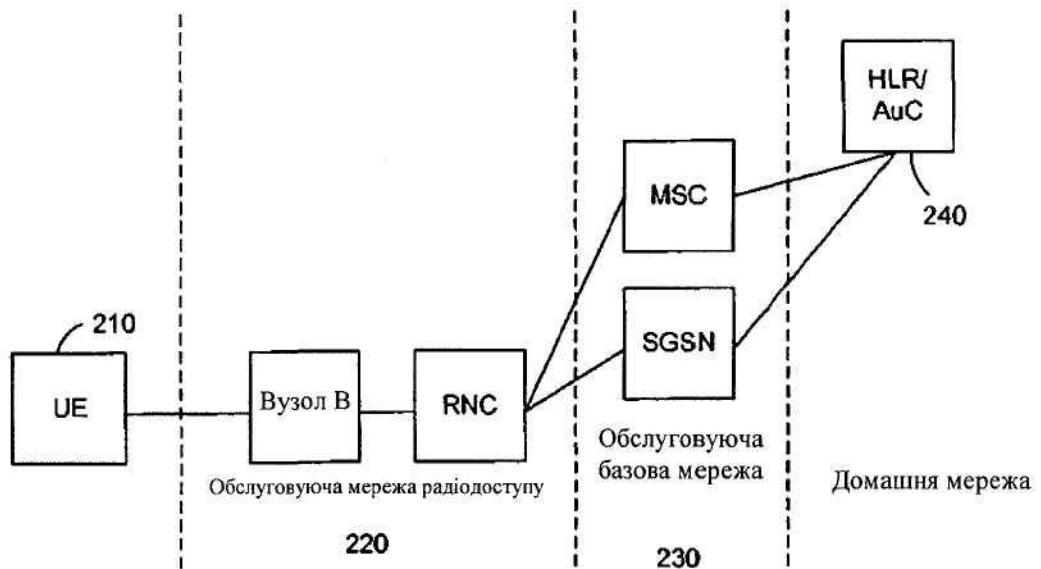 HLR/
AuC
240
MSC
SGSN
210
UE
Вузол В
RNC
Обслуговуюча мережа радіодоступу
220
Обслуговуюча
базова мережа
230
Домашня мережа